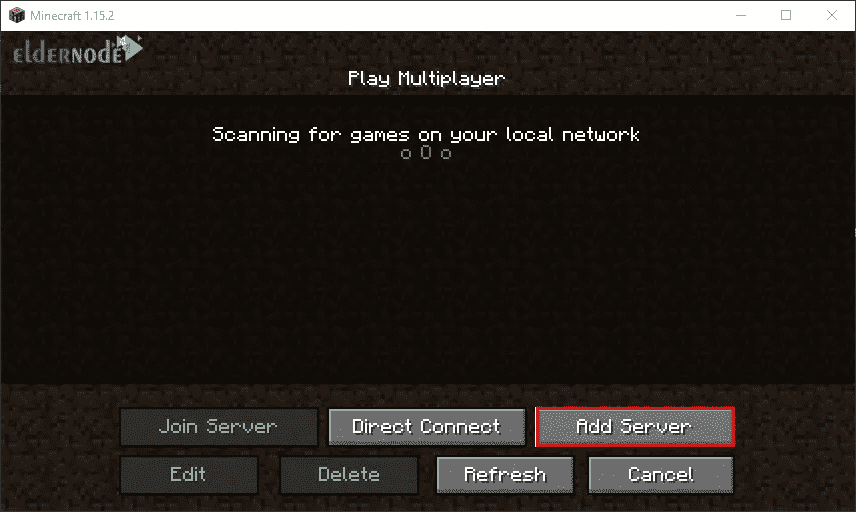 Minecraft 1.15.2
eldernode
Play Multiplayer
Scanning for games on your local network
o O o
Join Server Direct Connect Add Server
Edit Delete Refresh Cancel